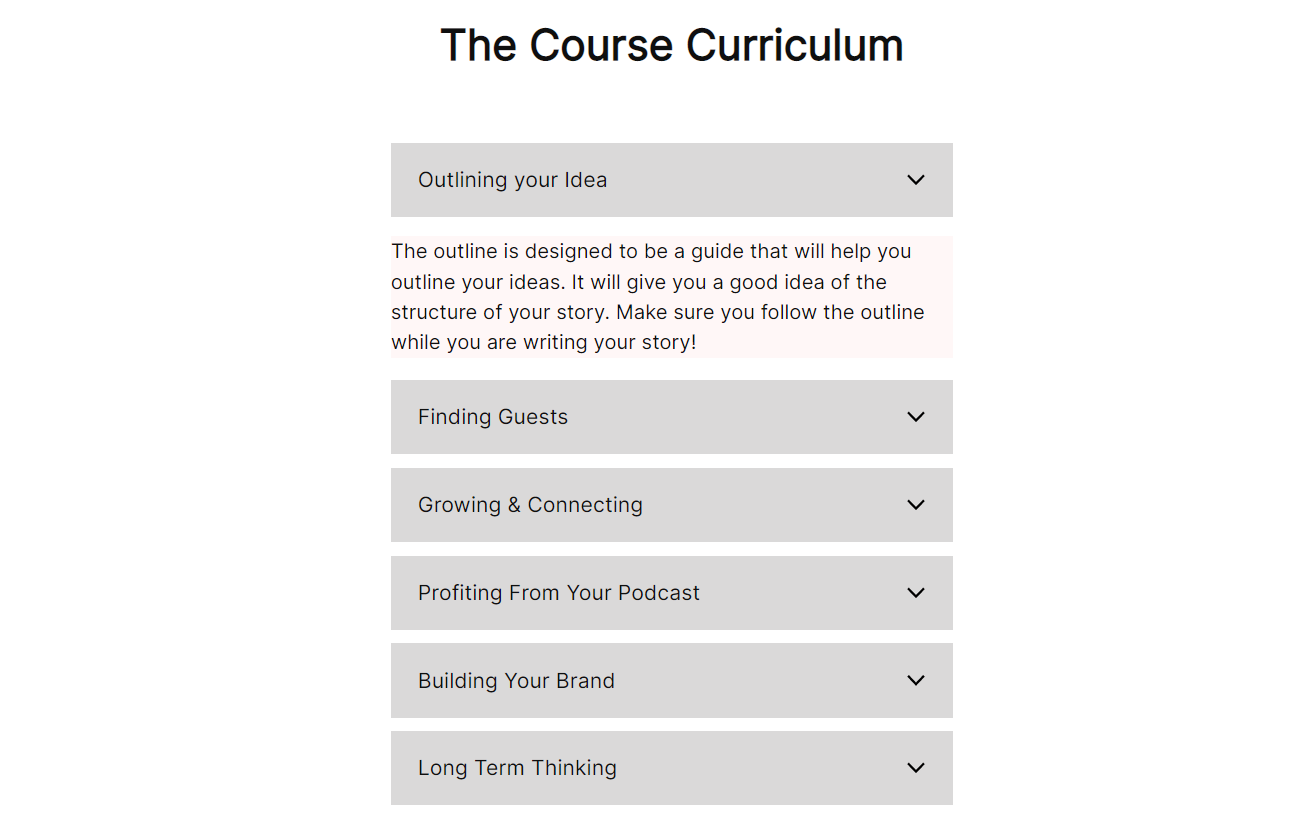 The Course Curriculum
Outlining your Idea
The outline is designed to be a guide that will help you
outline your ideas. It will give you a good idea of the
structure of your story. Make sure you follow the outline
while you are writing your story!
Finding Guests
Growing & Connecting
Profiting From Your Podcast
Building Your Brand
Long Term Thinking